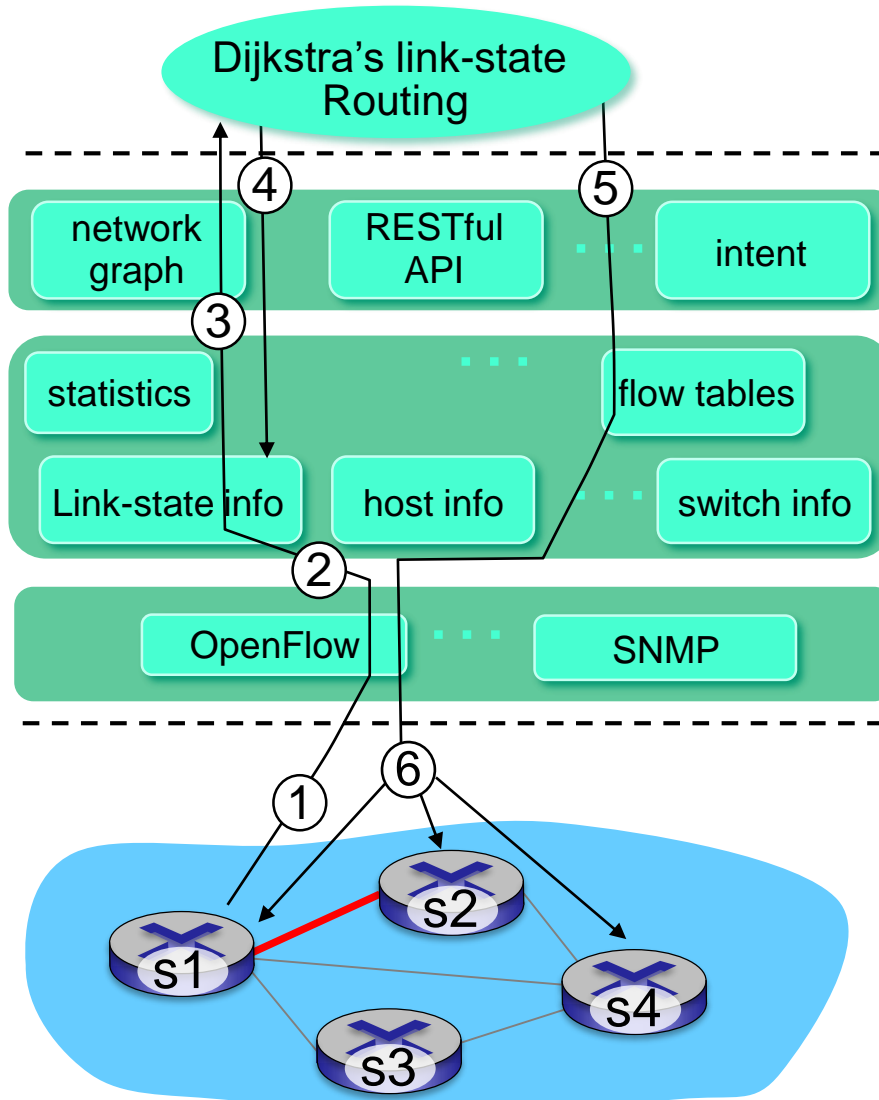 Dijkstra’s link-state
Routing
4
5
network
graph
RESTful
API
intent
3
statistics
flow tables
Link-state info
host info
switch info
2
OpenFlow
SNMP
1
6
s2
s1
s4
s3